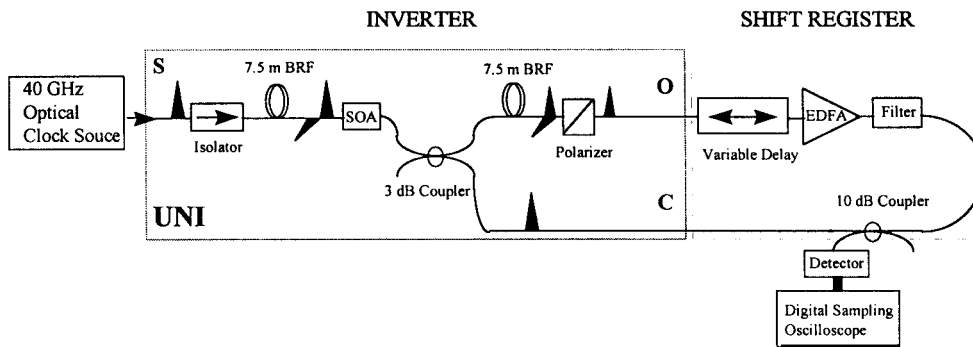 INVERTER
SHIFT REGISTER
40 GHz
Optical
Clock Souce
S
7.5 m BRF
Isolator
SOA
3 dB Coupler
7.5 m BRF
Polarizer
O
C
UNI
Variable Delay
EDFA
Filter
10 dB Coupler
Detector
Digital Sampling
Oscilloscope